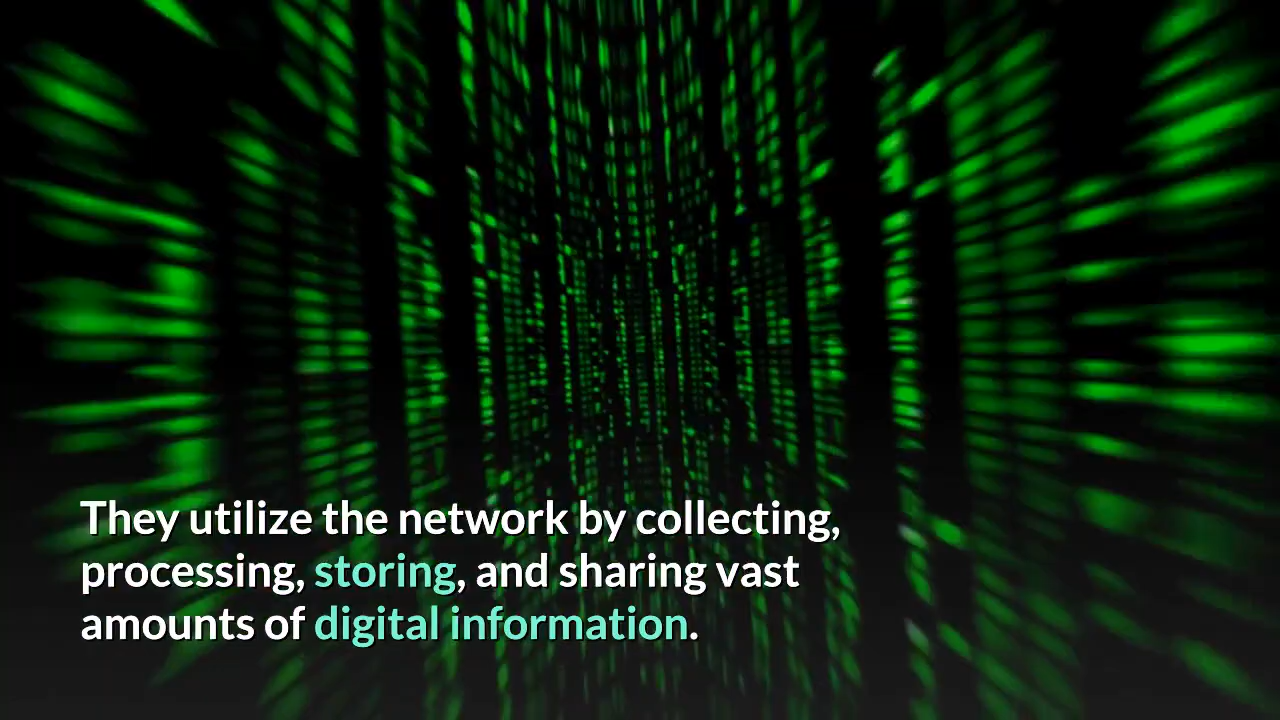 They utilize the network by collecting,
processing, storing, and sharing vast
amounts of digital information.